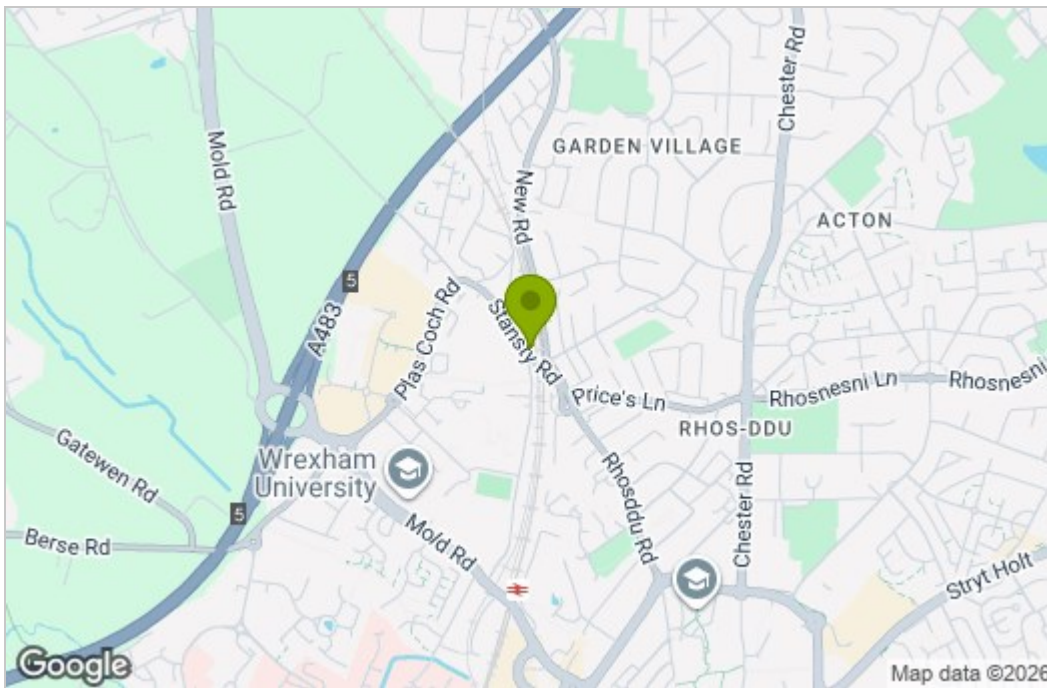 Mold Rd
GARDEN VILLAGE
Chester Rd
New Rd
ACTON
5
A483
Plas Coch Rd
Stansty Rd
Price's Ln
Rhosnesni Ln
Rhosnesni
RHOS-DDU
Gatewen Rd
Wrexham
University
Rhosddu Rd
Chester Rd
5
Berse Rd
Mold Rd
Stryt Holt
Google
Map data ©2026